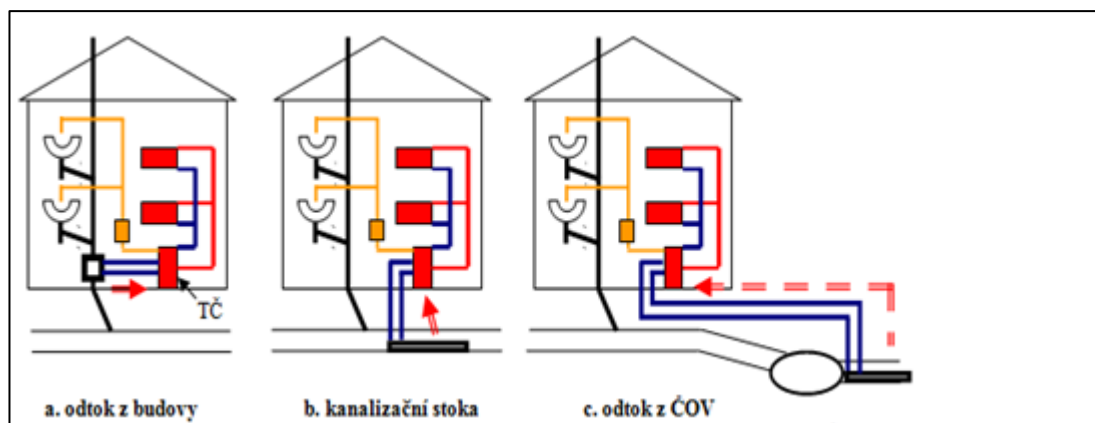 TČ
a. odtok z budovy
b. kanalizační stoka
c. odtok z ČOV